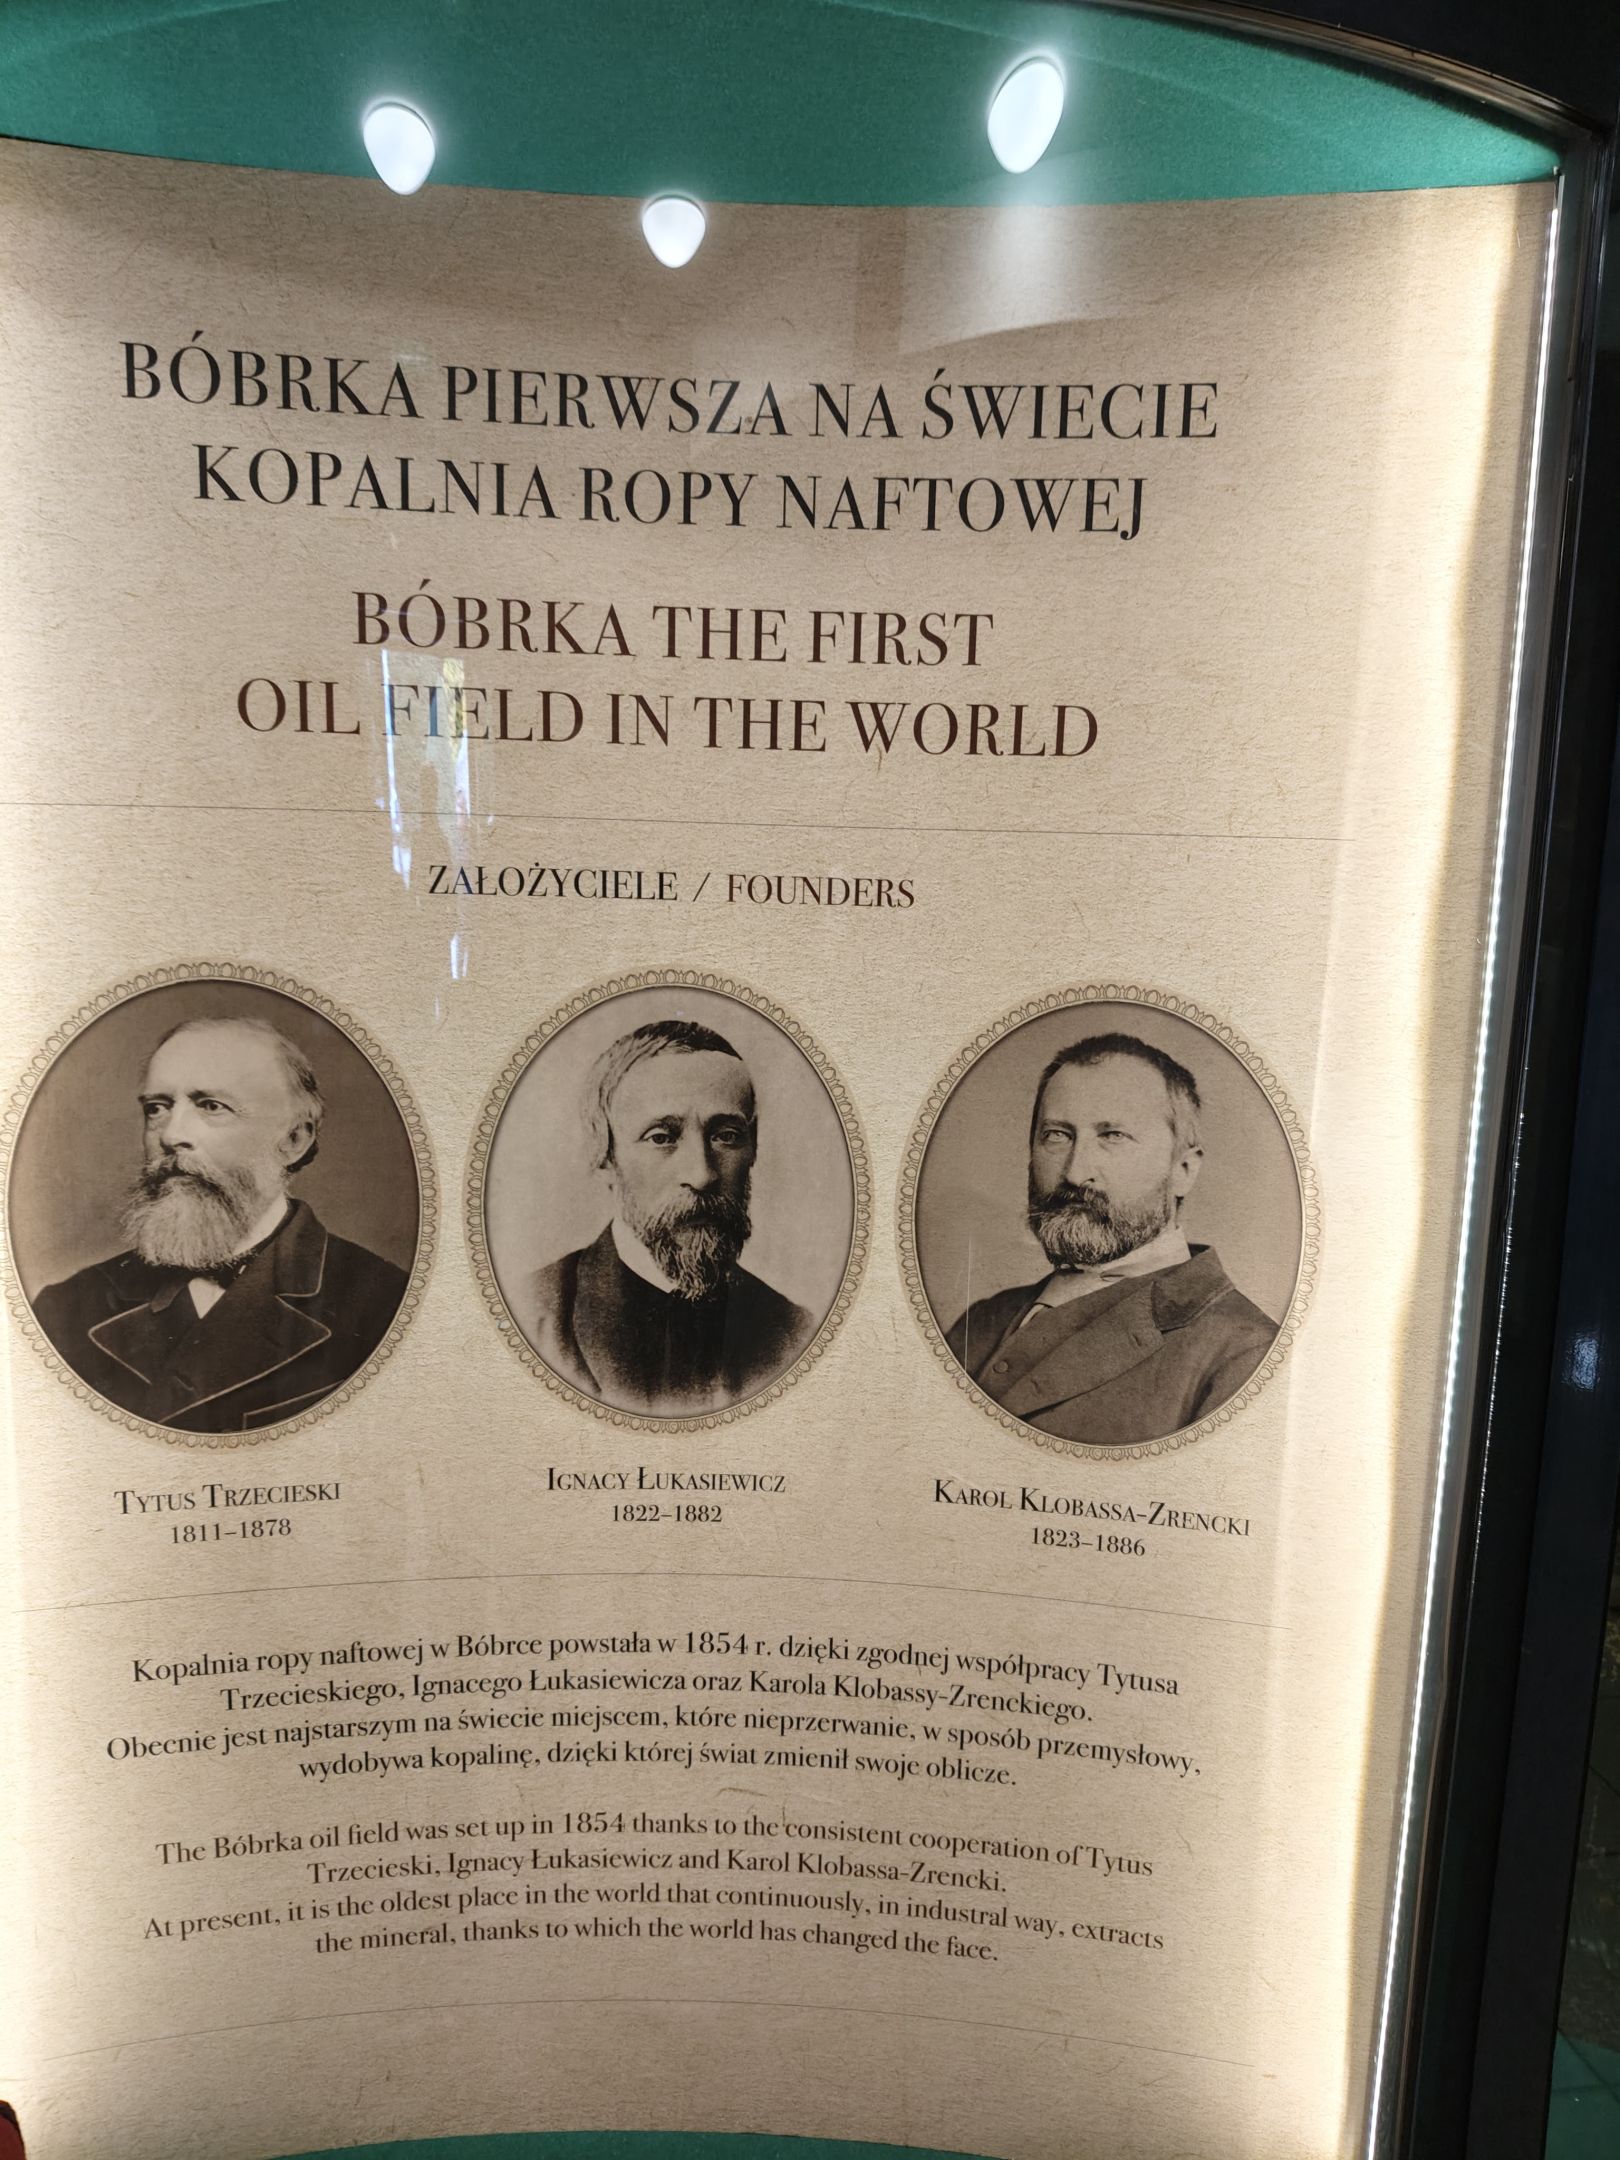 BÓBRKA PIERWSZA NA ŚWIECIE
KOPALNIA ROPY NAFTOWEJ
BÓBRKA THE FIRST
OIL FIELD IN THE WORLD
ZAŁOŻYCIELE / FOUNDERS
TYTUS TRZECIESKI
1811–1878
IGNACY ŁUKASIEWICZ
1822–1882
KAROL KLOBASSA-ZRENCKI
1823–1886
Kopalnia ropy naftowej w Bóbrce powstała w 1854 r. dzięki zgodnej współpracy Tytusa
Trzecieskiego, Ignacego Łukasiewicza oraz Karola Klobassy-Zrenckiego.
Obecnie jest najstarszym na świecie miejscem, które nieprzerwanie, w sposób przemysłowy,
wydobywa kopalinę, dzięki której świat zmienił swoje oblicze.
The Bóbrka oil field was set up in 1854 thanks to the consistent cooperation of Tytus
Trzecieski, Ignacy Łukasiewicz and Karol Klobassa-Zrencki.
At present, it is the oldest place in the world that continuously, in industral way, extracts
the mineral, thanks to which the world has changed the face.